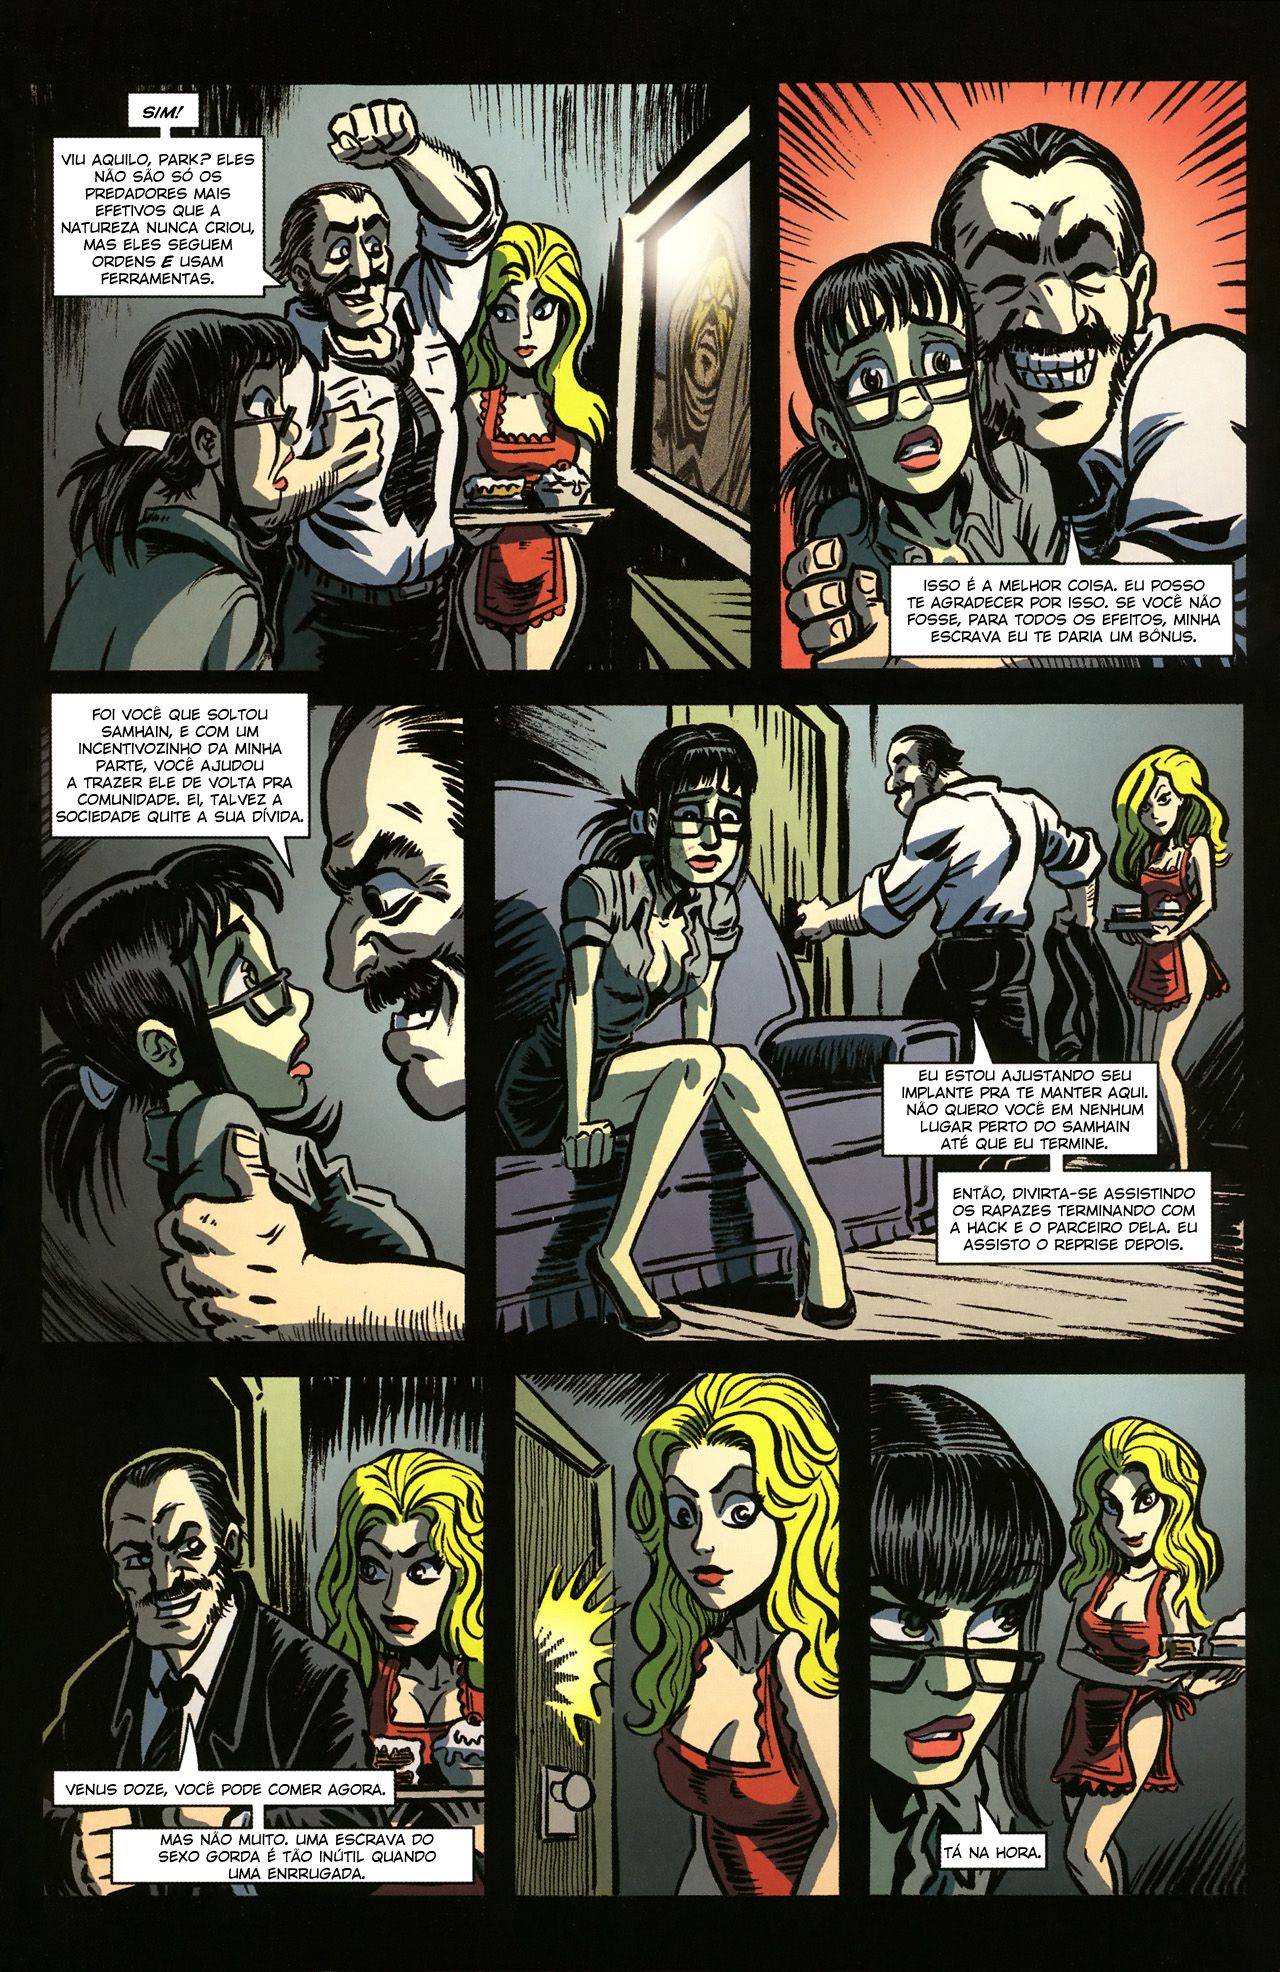 SIM!
VIU AQUILO, PARK? ELES
NÃO SÃO SÓ OS
PREDADORES MAIS
EFETIVOS QUE A
NATUREZA NUNCA CRIOU,
MAS ELES SEGUEM
ORDENS E USAM
FERRAMENTAS.
ISSO É A MELHOR COISA. EU POSSO
TE AGRADECER POR ISSO. SE VOCÊ NÃO
FOSSE, PARA TODOS OS EFEITOS, MINHA
ESCRAVA EU TE DARIA UM BÔNUS.
FOI VOCÊ QUE SOLTOU
SAMHAIN, E COM UM
INCENTIVOZINHO DA MINHA
PARTE, VOCÊ AJUDOU
A TRAZER ELE DE VOLTA PRA
COMUNIDADE. EI, TALVEZ A
SOCIEDADE QUITE A SUA DÍVIDA.
EU ESTOU AJUSTANDO SEU
IMPLANTE PRA TE MANTER AQUI.
NÃO QUERO VOCÊ EM NENHUM
LUGAR PERTO DO SAMHAIN
ATÉ QUE EU TERMINE.
ENTÃO, DIVIRTA-SE ASSISTINDO
OS RAPAZES TERMINANDO COM
A HACK E O PARCEIRO DELA. EU
ASSISTO O REPRISE DEPOIS.
VENUS DOZE, VOCÊ PODE COMER AGORA.
MAS NÃO MUITO. UMA ESCRAVA DO
SEXO GORDA É TÃO INÚTIL QUANDO
UMA ENRRUGADA.
TÁ NA HORA.